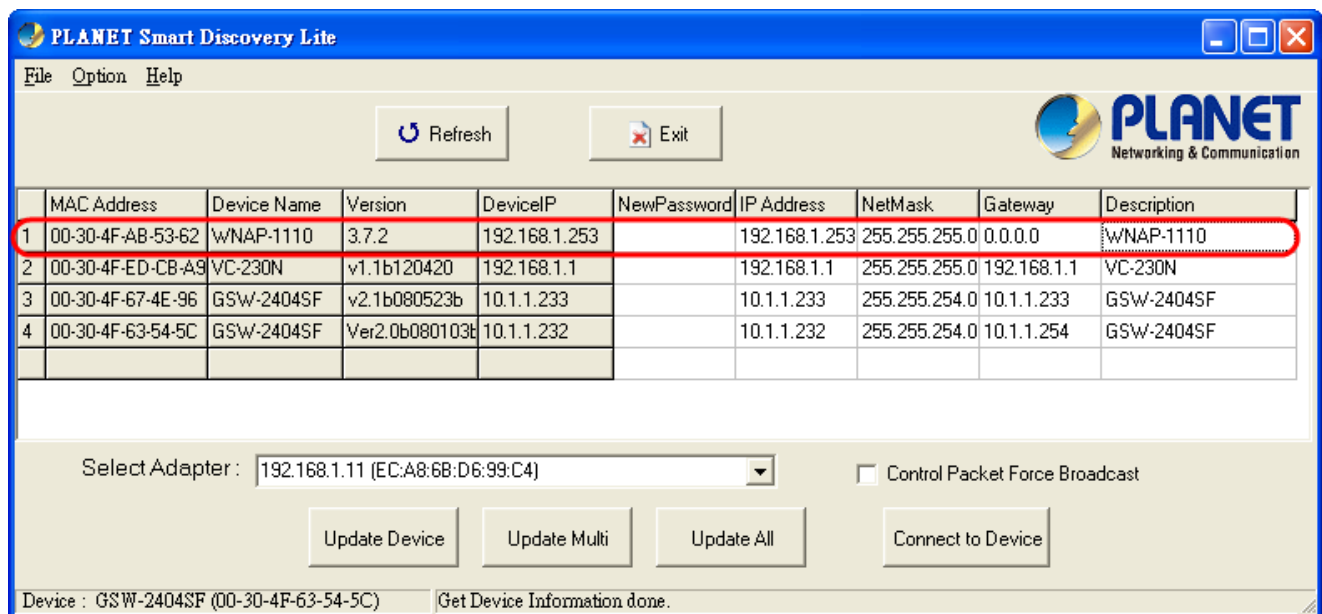 PLANET Smart Discovery Lite
File Option Help
Refresh Exit
PLANET
Networking & Communication
MAC Address Device Name Version DeviceIP NewPassword IP Address NetMask Gateway Description
1 00-30-4F-AB-53-62 WNAP-1110 3.7.2 192.168.1.253 192.168.1.253 255.255.255.0 0.0.0.0 WNAP-1110
2 00-30-4F-ED-CB-A9 VC-230N v1.1b120420 192.168.1.1 192.168.1.1 255.255.255.0 192.168.1.1 VC-230N
3 00-30-4F-67-4E-96 GSW-2404SF v2.1b080523b 10.1.1.233 10.1.1.233 255.255.254.0 10.1.1.233 GSW-2404SF
4 00-30-4F-63-54-5C GSW-2404SF Ver2.0b080103b 10.1.1.232 10.1.1.232 255.255.254.0 10.1.1.254 GSW-2404SF
Select Adapter : 192.168.1.11 (EC:A8:6B:D6:99:C4) Control Packet Force Broadcast
Update Device Update Multi Update All Connect to Device
Device : GSW-2404SF (00-30-4F-63-54-5C) Get Device Information done.